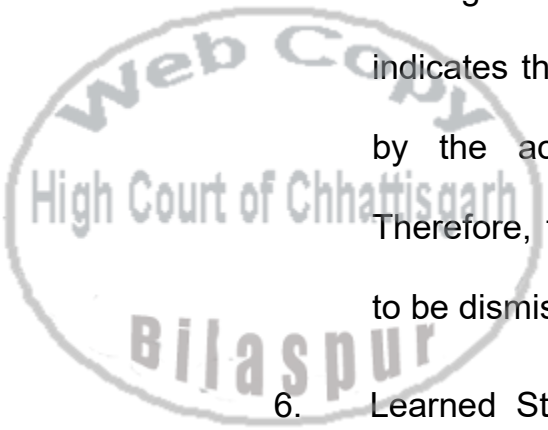 Web Copy
High Court of Chhattisgarh
Bilaspur
indicates th
by the ac
Therefore,
to be dismis
6. Learned St